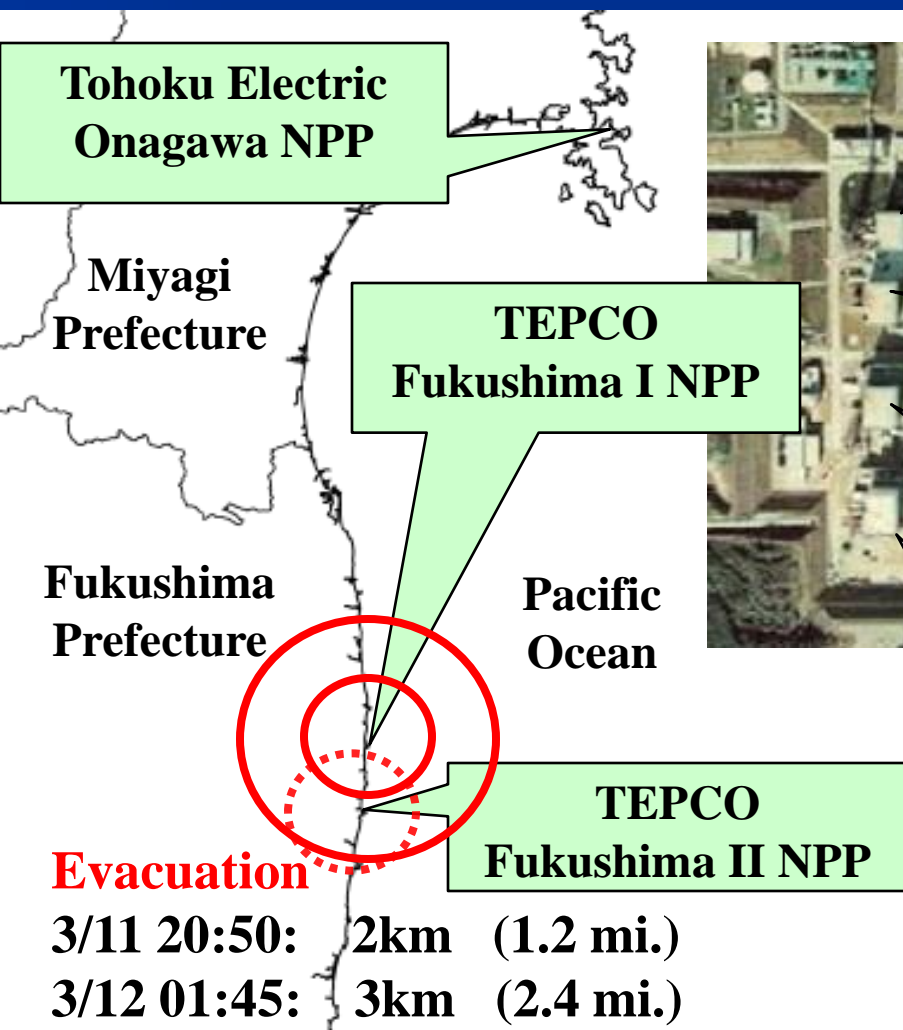 Tohoku Electric
Onagawa NPP
Miyagi
Prefecture
TEPCO
Fukushima I NPP
Fukushima
Prefecture
Pacific
Ocean
TEPCO
Fukushima II NPP
Evacuation
3/11 20:50: 2km (1.2 mi.)
3/12 01:45: 3km (2.4 mi.)